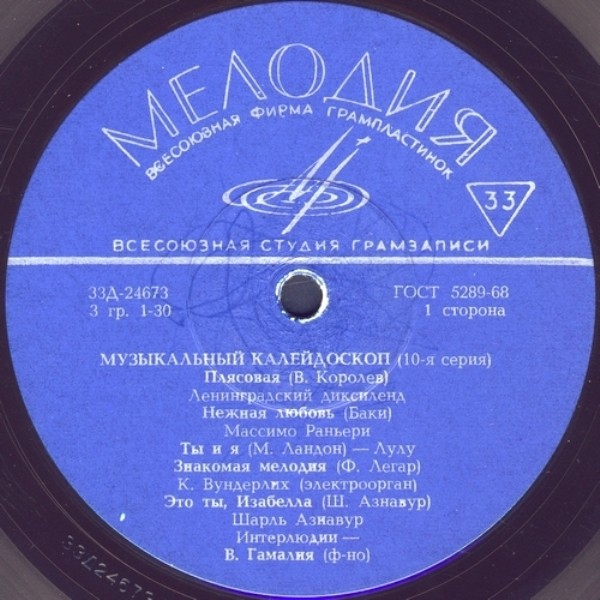 МЕЛОДИЯ
ВСЕСОЮЗНАЯ ФИРМА ГРАМПЛАСТИНОК
33
ВСЕСОЮЗНАЯ СТУДИЯ ГРАМЗАПИСИ
33Д-24673 ГОСТ 5289-68
3 гр. 1-30 1 сторона
МУЗЫКАЛЬНЫЙ КАЛЕЙДОСКОП (10-я серия)
Плясовая (В. Королев)
Ленинградский диксиленд
Нежная любовь (Баки)
Массимо Раньери
Ты и я (М. Ландон) — Лулу
Знакомая мелодия (Ф. Легар)
К. Вундерлих (электроорган)
Это ты, Изабелла (Ш. Азнавур)
Шарль Азнавур
Интерлюдии —
В. Гамалия (ф-но)
33Д24673